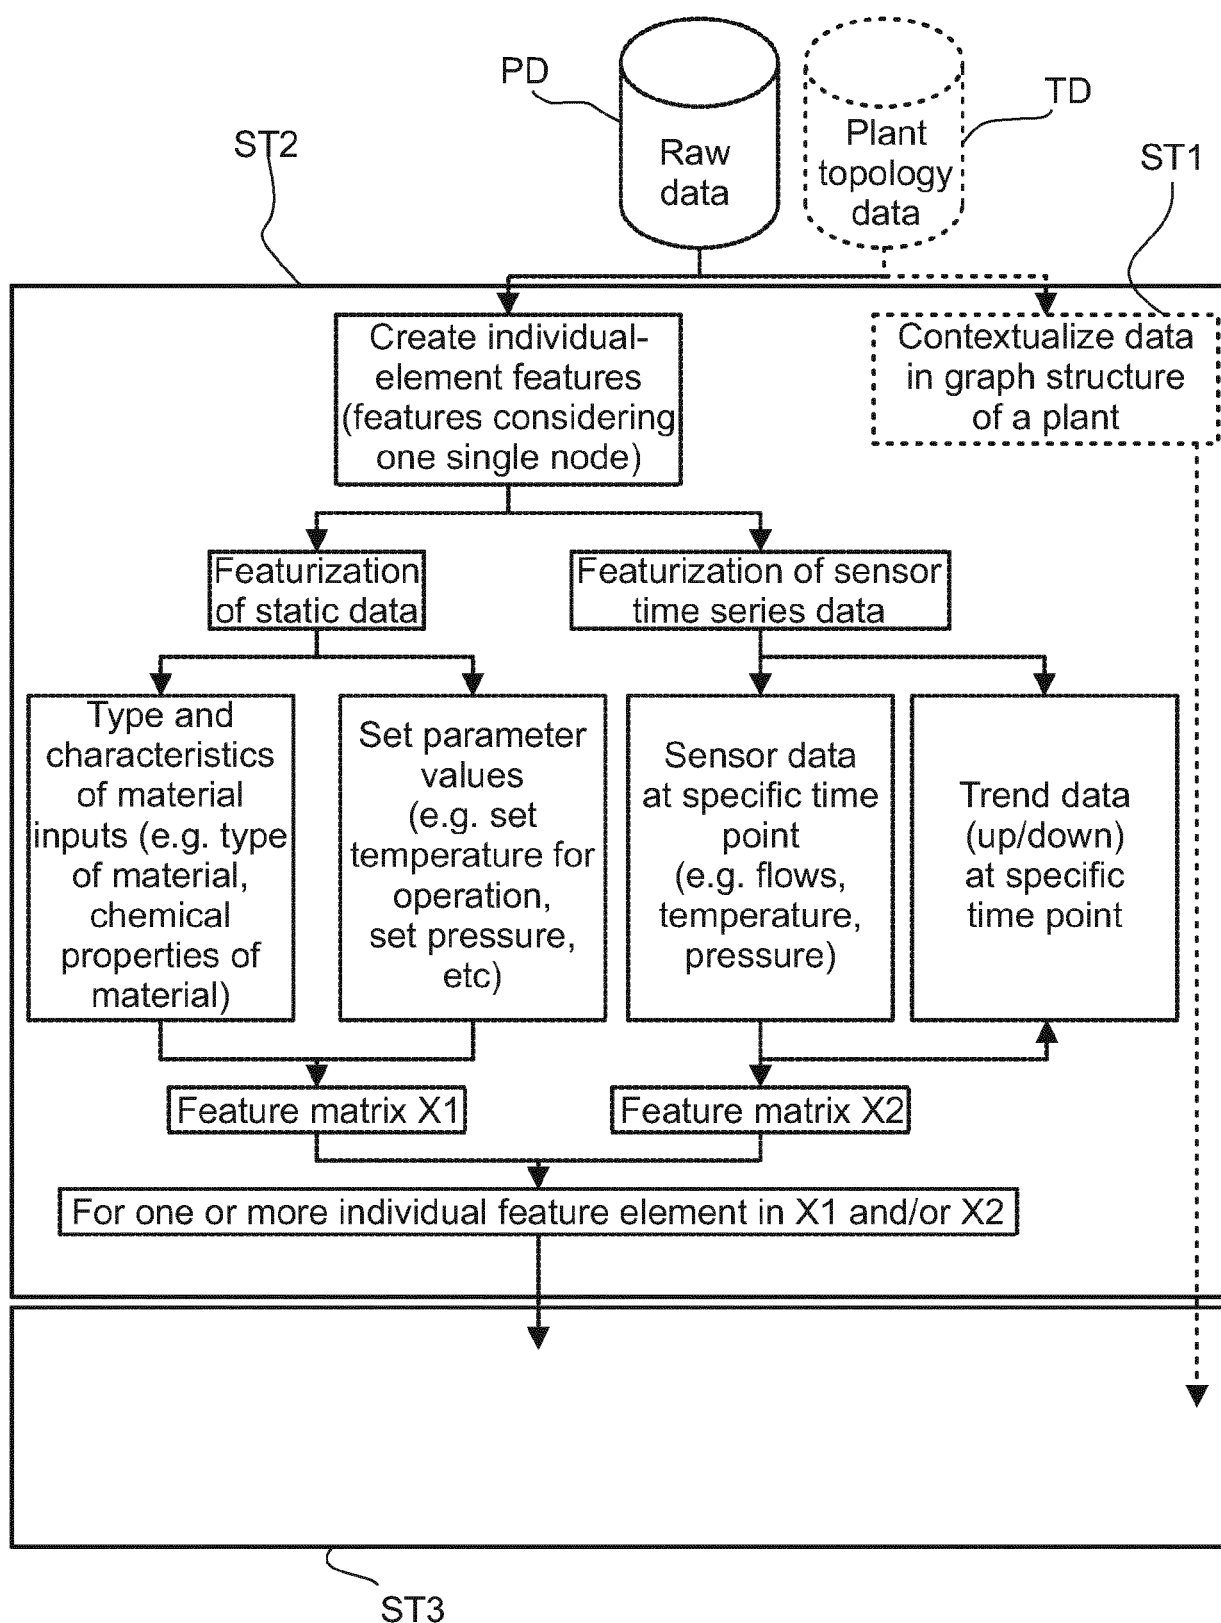 PD
Raw
data
Plant
topology
data
TD
ST2
ST1
Create individual-
element features
(features considering
one single node)
Contextualize data
in graph structure
of a plant
Featurization
of static data
Featurization of sensor
time series data
Type and
characteristics
of material
inputs (e.g. type
of material,
chemical
properties of
material)
Set parameter
values
(e.g. set
temperature for
operation,
set pressure,
etc)
Sensor data
at specific time
point
(e.g. flows,
temperature,
pressure)
Trend data
(up/down)
at specific
time point
Feature matrix X1
Feature matrix X2
For one or more individual feature element in X1 and/or X2
ST3